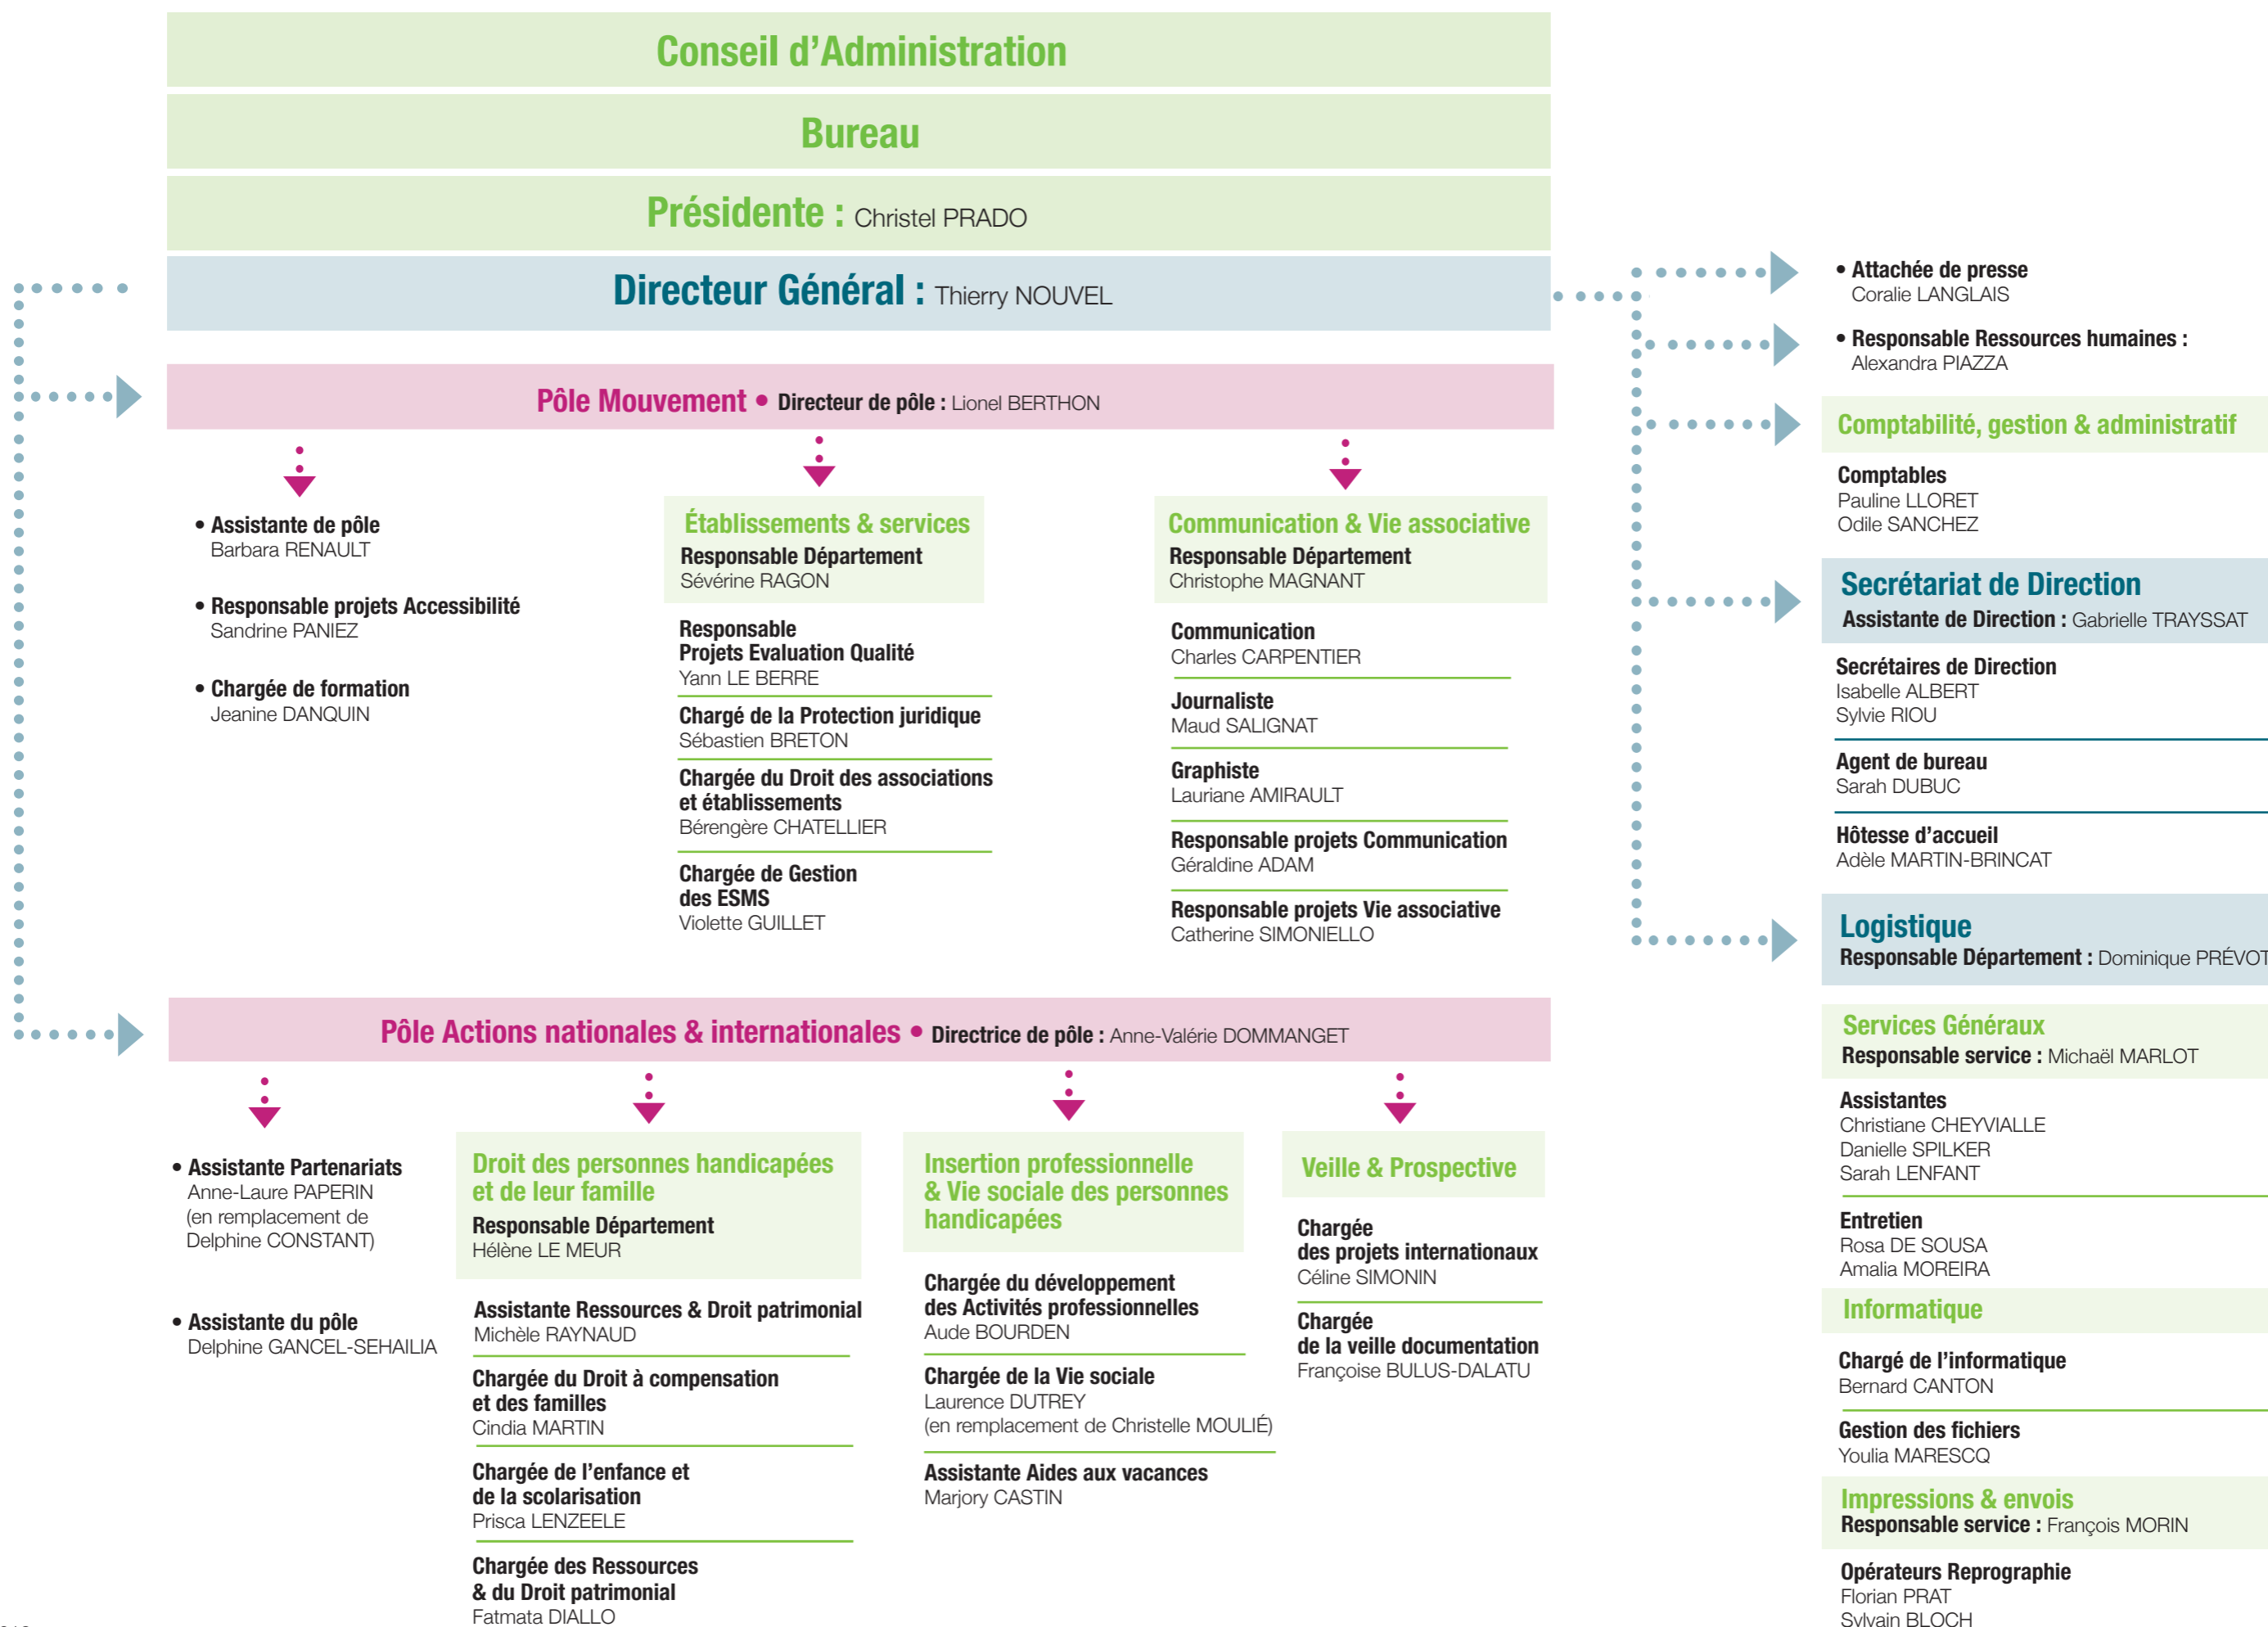 Conseil d'Administration
Bureau
Présidente : Christel PRADO
Directeur Général : Thierry NOUVEL
Pôle Mouvement • Directeur de pôle : Lionel BERTHON
• Assistante de pôle
Barbara RENAULT
• Responsable projets Accessibilité
Sandrine PANIEZ
• Chargée de formation
Jeanine DANQUIN
Établissements & services
Responsable Département
Sévérine RAGON
Responsable
Projets Evaluation Qualité
Yann LE BERRE
Chargé de la Protection juridique
Sébastien BRETON
Chargée du Droit des associations
et établissements
Bérengère CHATELLIER
Chargée de Gestion
des ESMS
Violette GUILLET
Communication & Vie associative
Responsable Département
Christophe MAGNANT
Communication
Charles CARPENTIER
Journaliste
Maud SALIGNAT
Graphiste
Lauriane AMIRAULT
Responsable projets Communication
Géraldine ADAM
Responsable projets Vie associative
Catherine SIMONIELLO
Pôle Actions nationales & internationales • Directrice de pôle : Anne-Valérie DOMMANGET
• Assistante Partenariats
Anne-Laure PAPERIN
(en remplacement de
Delphine CONSTANT)
• Assistante du pôle
Delphine GANCEL-SEHAILIA
Droit des personnes handicapées
et de leur famille
Responsable Département
Hélène LE MEUR
Assistante Ressources & Droit patrimonial
Michèle RAYNAUD
Chargée du Droit à compensation
et des familles
Cindia MARTIN
Chargée de l'enfance et
de la scolarisation
Prisca LENZEELE
Chargée des Ressources
& du Droit patrimonial
Fatmata DIALLO
Insertion professionnelle
& Vie sociale des personnes
handicapées
Chargée du développement
des Activités professionnelles
Aude BOURDEN
Chargée de la Vie sociale
Laurence DUTREY
(en remplacement de Christelle MOULIÉ)
Assistante Aides aux vacances
Marjory CASTIN
Veille & Prospective
Chargée
des projets internationaux
Céline SIMONIN
Chargée
de la veille documentation
Françoise BULUS-DALATU
• Attachée de presse
Coralie LANGLAIS
• Responsable Ressources humaines :
Alexandra PIAZZA
Comptabilité, gestion & administratif
Comptables
Pauline LLORET
Odile SANCHEZ
Secrétariat de Direction
Assistante de Direction : Gabrielle TRAYSSAT
Secrétaires de Direction
Isabelle ALBERT
Sylvie RIOU
Agent de bureau
Sarah DUBUC
Hôtesse d'accueil
Adèle MARTIN-BRINCAT
Logistique
Responsable Département : Dominique PRÉVOT
Services Généraux
Responsable service : Michaël MARLOT
Assistantes
Christiane CHEYVIALLE
Danielle SPILKER
Sarah LENFANT
Entretien
Rosa DE SOUSA
Amalia MOREIRA
Informatique
Chargé de l'informatique
Bernard CANTON
Gestion des fichiers
Youlia MARESCQ
Impressions & envois
Responsable service : François MORIN
Opérateurs Reprographie
Florian PRAT
Sylvain BLOCH